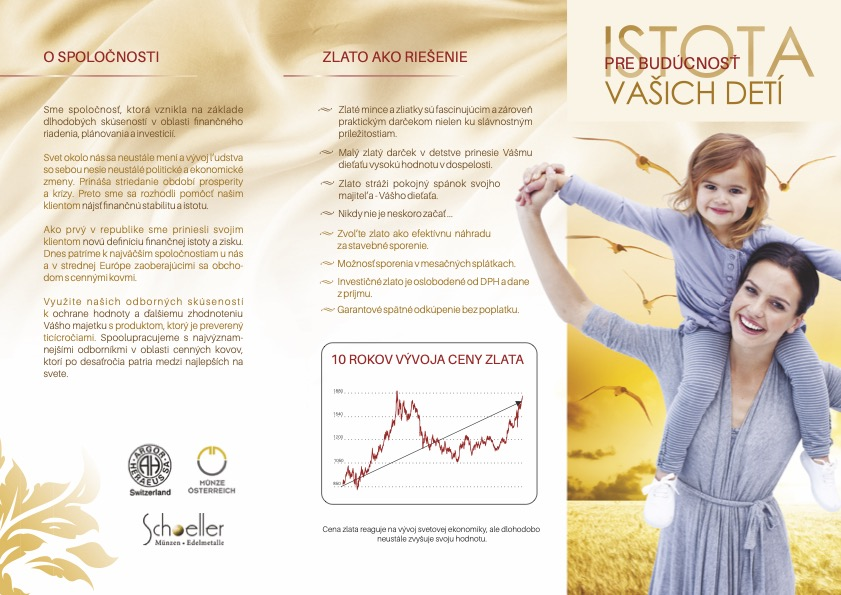 O SPOLOČNOSTI
Sme spoločnosť, ktorá vznikla na základe
dlhodobých skúseností v oblasti finančného
riadenia, plánovania a investícií.
Svet okolo nás sa neustále mení a vývoj ľudstva
so sebou nesie neustále politické a ekonomické
zmeny. Prináša striedanie období prosperity
a krízy. Preto sme sa rozhodli pomôcť našim
klientom nájsť finančnú stabilitu a istotu.
Ako prvý v republike sme priniesli svojim
klientom novú definíciu finančnej istoty a zisku.
Dnes patríme k najväčším spoločnostiam u nás
a v strednej Európe zaoberajúcimi sa obcho-
dom s cennými kovmi.
Využite našich odborných skúseností
k ochrane hodnoty a ďalšiemu zhodnoteniu
Vášho majetku s produktom, ktorý je preverený
ticícročiami. Spoolupracujeme s najvýznam-
nejšími odborníkmi v oblasti cenných kovov,
ktorí po desaťročia patria medzi najlepších na
svete.
ARGOR
AH
HERAEUS SA
Switzerland
MÜNZE
ÖSTERREICH
Schoeller
Münzen • Edelmetalle
ZLATO AKO RIEŠENIE
Zlaté mince a zliatky sú fascinujúcim a zároveň
praktickým darčekom nielen ku slávnostným
príležitostiam.
Malý zlatý darček v detstve prinesie Vášmu
dieťaťu vysokú hodnotu v dospelosti.
Zlato stráži pokojný spánok svojho
majiteľa - Vášho dieťaťa.
Nikdy nie je neskoro začať...
Zvoľte zlato ako efektívnu náhradu
za stavebné sporenie.
Možnosť sporenia v mesačných splátkach.
Investičné zlato je oslobodené od DPH a dane
z príjmu.
Garantové spätné odkúpenie bez poplatku.
10 ROKOV VÝVOJA CENY ZLATA
1540
1200
Cena zlata reaguje na vývoj svetovej ekonomiky, ale dlohodobo
neustále zvyšuje svoju hodnotu.
ISTOTA
PRE BUDÚCNOSŤ
VAŠICH DETÍ